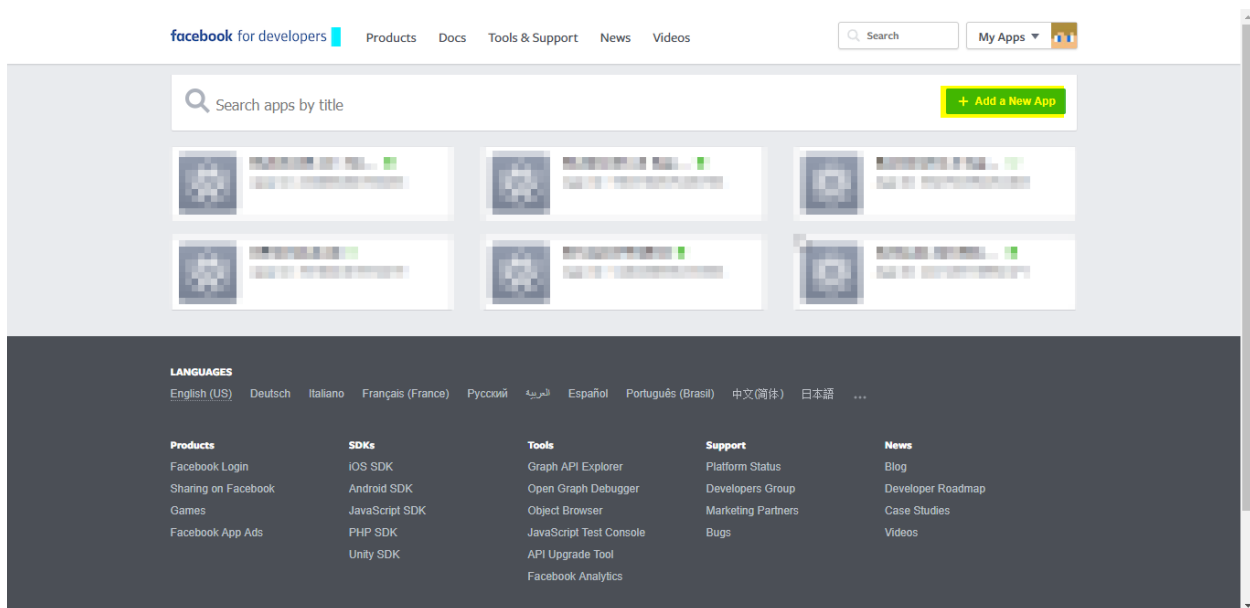 facebook for developers Products Docs Tools & Support News Videos Search My Apps
Search apps by title + Add a New App
LANGUAGES
English (US) Deutsch Italiano Français (France) Русский العربية Español Português (Brasil) 中文(简体) 日本語 ...
Products SDKs Tools Support News
Facebook Login iOS SDK Graph API Explorer Platform Status Blog
Sharing on Facebook Android SDK Open Graph Debugger Developers Group Developer Roadmap
Games JavaScript SDK Object Browser Marketing Partners Case Studies
Facebook App Ads PHP SDK JavaScript Test Console Bugs Videos
Unity SDK API Upgrade Tool
Facebook Analytics